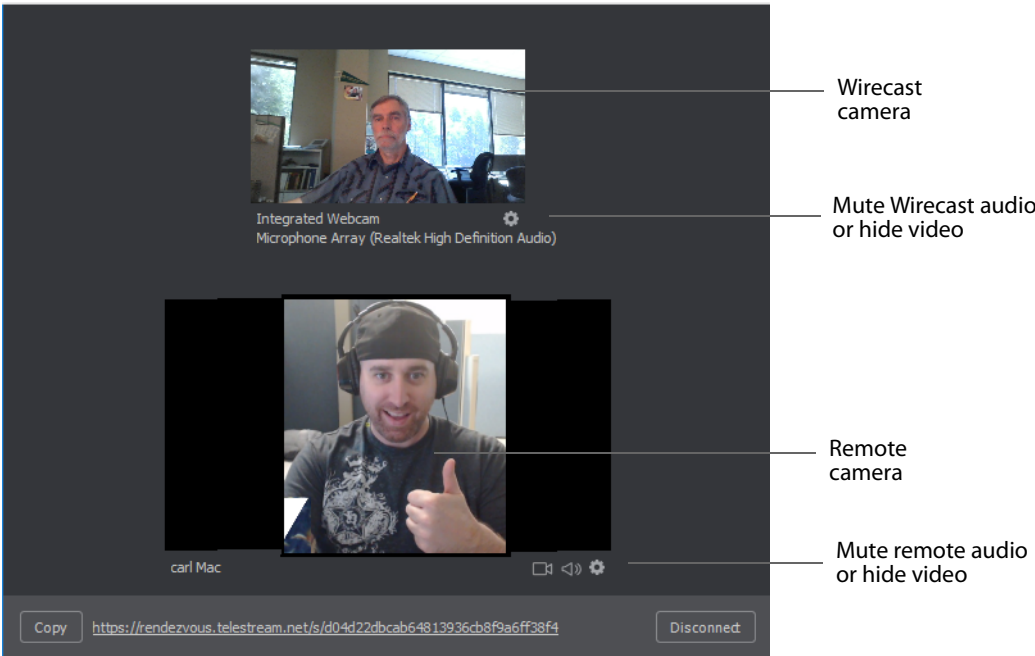 Wirecast
camera
Integrated Webcam
Microphone Array (Realtek High Definition Audio)
Mute Wirecast audio
or hide video
Remote
camera
carl Mac
Mute remote audio
or hide video
Copy
https://rendezvous.telestream.net/s/d04d22dbcab64813936cb8f9a6ff38f4
Disconnect